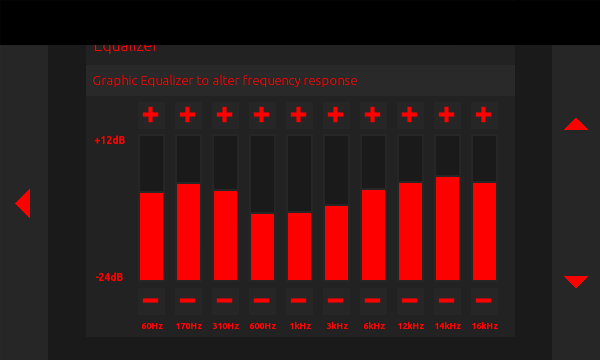 Equalizer
Graphic Equalizer to alter frequency response
+12dB
-24dB
60Hz 170Hz 310Hz 600Hz 1kHz 3kHz 6kHz 12kHz 14kHz 16kHz